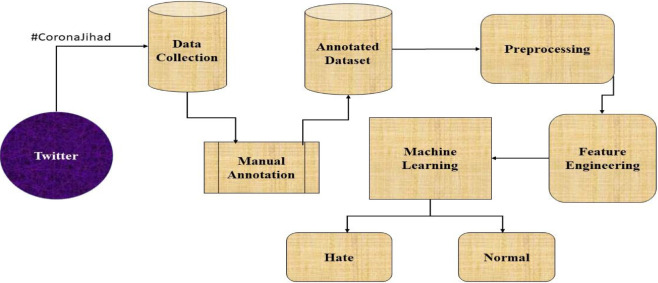 #CoronaJihad
Data
Collection
Annotated
Dataset
Preprocessing
Twitter
Manual
Annotation
Machine
Learning
Feature
Engineering
Hate
Normal